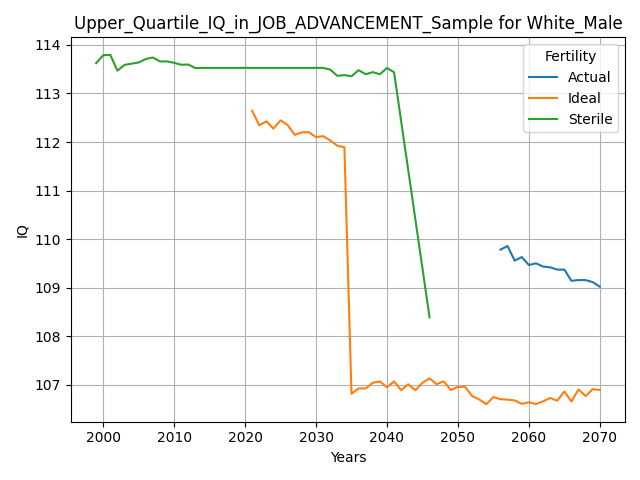 Upper_Quartile_IQ_in_JOB_ADVANCEMENT_Sample for White_Male
Fertility
Actual
Ideal
Sterile
IQ
114
113
112
111
110
109
108
107
2000 2010 2020 2030 2040 2050 2060 2070
Years